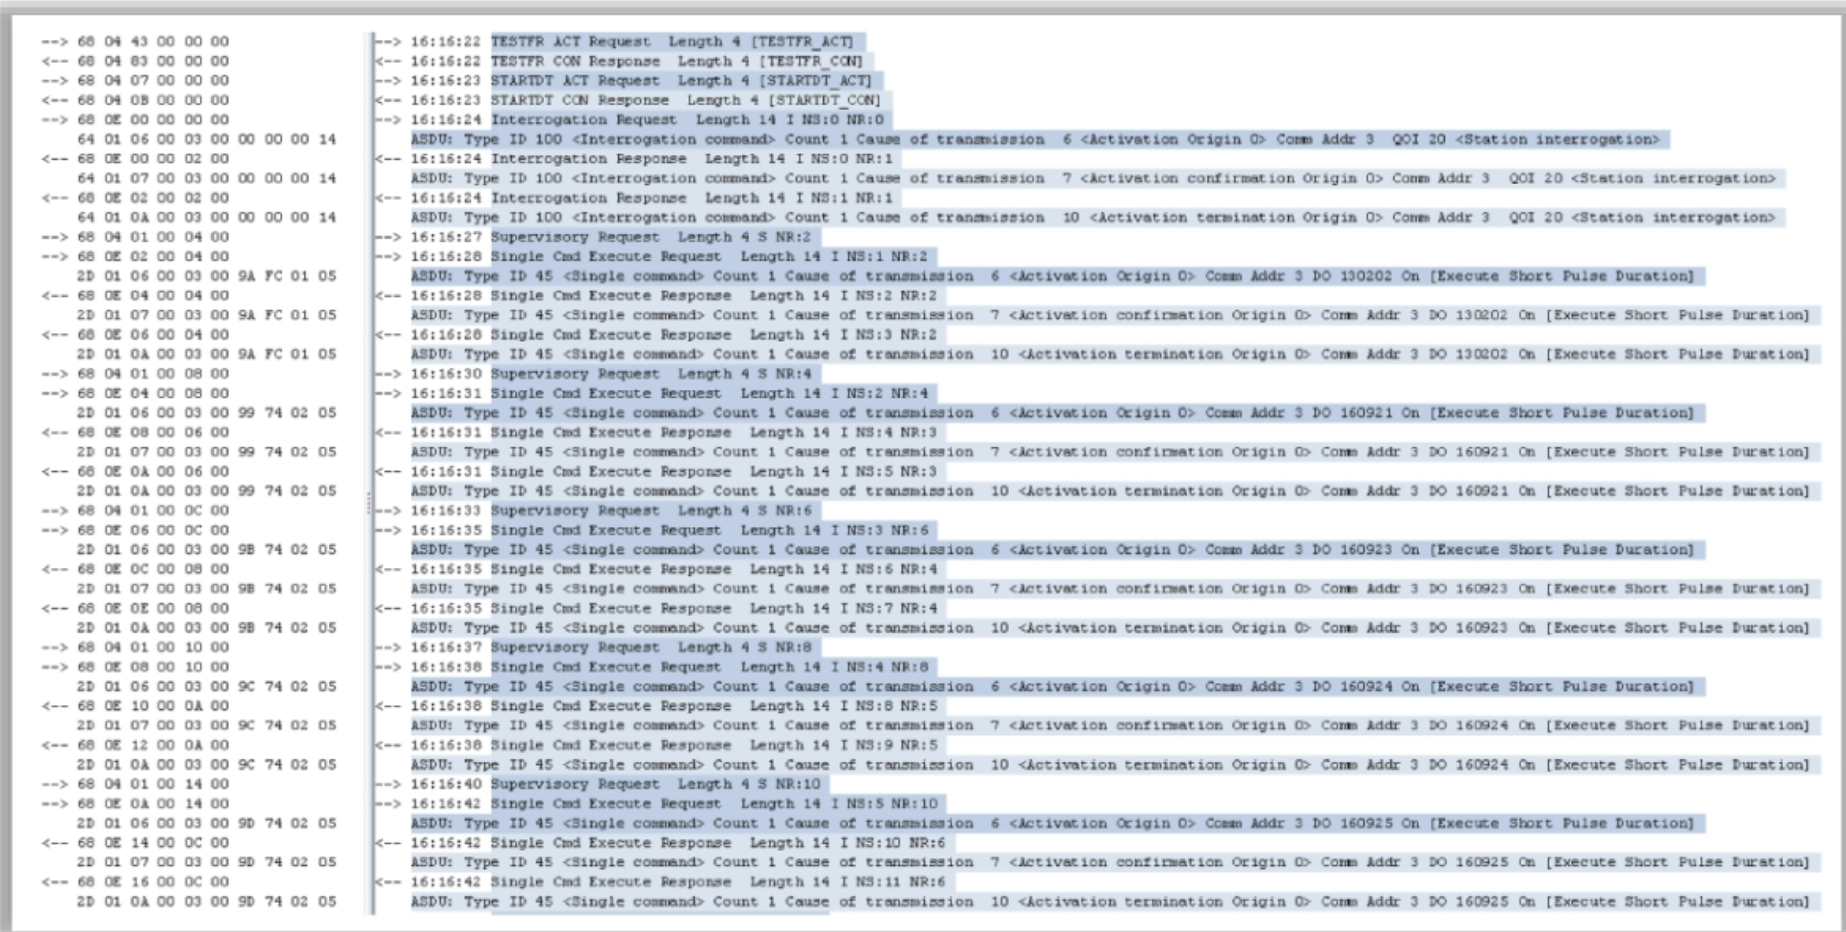 --> 68 04 43 00 00 00 --> 16:16:22 TESTFR ACT Request Length 4 [TESTFR_ACT]
<-- 68 04 83 00 00 00 <-- 16:16:22 TESTFR CON Response Length 4 [TESTFR_CON]
--> 68 04 07 00 00 00 --> 16:16:23 STARTDT ACT Request Length 4 [STARTDT_ACT]
<-- 68 04 0B 00 00 00 <-- 16:16:23 STARTDT CON Response Length 4 [STARTDT_CON]
--> 68 0E 00 00 00 00 --> 16:16:24 Interrogation Request Length 14 I NS:0 NR:0
64 01 06 00 03 00 00 00 00 14 ASDU: Type ID 100 <Interrogation command> Count 1 Cause of transmission 6 <Activation Origin 0> Comm Addr 3 QOI 20 <Station interrogation>
<-- 68 0E 00 00 02 00 <-- 16:16:24 Interrogation Response Length 14 I NS:0 NR:1
64 01 07 00 03 00 00 00 00 14 ASDU: Type ID 100 <Interrogation command> Count 1 Cause of transmission 7 <Activation confirmation Origin 0> Comm Addr 3 QOI 20 <Station interrogation>
<-- 68 0E 02 00 02 00 <-- 16:16:24 Interrogation Response Length 14 I NS:1 NR:1
64 01 0A 00 03 00 00 00 00 14 ASDU: Type ID 100 <Interrogation command> Count 1 Cause of transmission 10 <Activation termination Origin 0> Comm Addr 3 QOI 20 <Station interrogation>
--> 68 04 01 00 04 00 --> 16:16:27 Supervisory Request Length 4 S NR:2
--> 68 0E 02 00 04 00 --> 16:16:28 Single Cmd Execute Request Length 14 I NS:1 NR:2
2D 01 06 00 03 00 9A FC 01 05 ASDU: Type ID 45 <Single command> Count 1 Cause of transmission 6 <Activation Origin 0> Comm Addr 3 DO 130202 On [Execute Short Pulse Duration]
<-- 68 0E 04 00 04 00 <-- 16:16:28 Single Cmd Execute Response Length 14 I NS:2 NR:2
2D 01 07 00 03 00 9A FC 01 05 ASDU: Type ID 45 <Single command> Count 1 Cause of transmission 7 <Activation confirmation Origin 0> Comm Addr 3 DO 130202 On [Execute Short Pulse Duration]
<-- 68 0E 06 00 04 00 <-- 16:16:28 Single Cmd Execute Response Length 14 I NS:3 NR:2
2D 01 0A 00 03 00 9A FC 01 05 ASDU: Type ID 45 <Single command> Count 1 Cause of transmission 10 <Activation termination Origin 0> Comm Addr 3 DO 130202 On [Execute Short Pulse Duration]
--> 68 04 01 00 08 00 --> 16:16:30 Supervisory Request Length 4 S NR:4
--> 68 0E 04 00 08 00 --> 16:16:31 Single Cmd Execute Request Length 14 I NS:2 NR:4
2D 01 06 00 03 00 99 74 02 05 ASDU: Type ID 45 <Single command> Count 1 Cause of transmission 6 <Activation Origin 0> Comm Addr 3 DO 160921 On [Execute Short Pulse Duration]
<-- 68 0E 08 00 06 00 <-- 16:16:31 Single Cmd Execute Response Length 14 I NS:4 NR:3
2D 01 07 00 03 00 99 74 02 05 ASDU: Type ID 45 <Single command> Count 1 Cause of transmission 7 <Activation confirmation Origin 0> Comm Addr 3 DO 160921 On [Execute Short Pulse Duration]
<-- 68 0E 0A 00 06 00 <-- 16:16:31 Single Cmd Execute Response Length 14 I NS:5 NR:3
2D 01 0A 00 03 00 99 74 02 05 ASDU: Type ID 45 <Single command> Count 1 Cause of transmission 10 <Activation termination Origin 0> Comm Addr 3 DO 160921 On [Execute Short Pulse Duration]
--> 68 04 01 00 0C 00 --> 16:16:33 Supervisory Request Length 4 S NR:6
--> 68 0E 06 00 0C 00 --> 16:16:35 Single Cmd Execute Request Length 14 I NS:3 NR:6
2D 01 06 00 03 00 9B 74 02 05 ASDU: Type ID 45 <Single command> Count 1 Cause of transmission 6 <Activation Origin 0> Comm Addr 3 DO 160923 On [Execute Short Pulse Duration]
<-- 68 0E 0C 00 08 00 <-- 16:16:35 Single Cmd Execute Response Length 14 I NS:6 NR:4
2D 01 07 00 03 00 9B 74 02 05 ASDU: Type ID 45 <Single command> Count 1 Cause of transmission 7 <Activation confirmation Origin 0> Comm Addr 3 DO 160923 On [Execute Short Pulse Duration]
<-- 68 0E 0E 00 08 00 <-- 16:16:35 Single Cmd Execute Response Length 14 I NS:7 NR:4
2D 01 0A 00 03 00 9B 74 02 05 ASDU: Type ID 45 <Single command> Count 1 Cause of transmission 10 <Activation termination Origin 0> Comm Addr 3 DO 160923 On [Execute Short Pulse Duration]
--> 68 04 01 00 10 00 --> 16:16:37 Supervisory Request Length 4 S NR:8
--> 68 0E 08 00 10 00 --> 16:16:38 Single Cmd Execute Request Length 14 I NS:4 NR:8
2D 01 06 00 03 00 9C 74 02 05 ASDU: Type ID 45 <Single command> Count 1 Cause of transmission 6 <Activation Origin 0> Comm Addr 3 DO 160924 On [Execute Short Pulse Duration]
<-- 68 0E 10 00 0A 00 <-- 16:16:38 Single Cmd Execute Response Length 14 I NS:8 NR:5
2D 01 07 00 03 00 9C 74 02 05 ASDU: Type ID 45 <Single command> Count 1 Cause of transmission 7 <Activation confirmation Origin 0> Comm Addr 3 DO 160924 On [Execute Short Pulse Duration]
<-- 68 0E 12 00 0A 00 <-- 16:16:38 Single Cmd Execute Response Length 14 I NS:9 NR:5
2D 01 0A 00 03 00 9C 74 02 05 ASDU: Type ID 45 <Single command> Count 1 Cause of transmission 10 <Activation termination Origin 0> Comm Addr 3 DO 160924 On [Execute Short Pulse Duration]
--> 68 04 01 00 14 00 --> 16:16:40 Supervisory Request Length 4 S NR:10
--> 68 0E 0A 00 14 00 --> 16:16:42 Single Cmd Execute Request Length 14 I NS:5 NR:10
2D 01 06 00 03 00 9D 74 02 05 ASDU: Type ID 45 <Single command> Count 1 Cause of transmission 6 <Activation Origin 0> Comm Addr 3 DO 160925 On [Execute Short Pulse Duration]
<-- 68 0E 14 00 0C 00 <-- 16:16:42 Single Cmd Execute Response Length 14 I NS:10 NR:6
2D 01 07 00 03 00 9D 74 02 05 ASDU: Type ID 45 <Single command> Count 1 Cause of transmission 7 <Activation confirmation Origin 0> Comm Addr 3 DO 160925 On [Execute Short Pulse Duration]
<-- 68 0E 16 00 0C 00 <-- 16:16:42 Single Cmd Execute Response Length 14 I NS:11 NR:6
2D 01 0A 00 03 00 9D 74 02 05 ASDU: Type ID 45 <Single command> Count 1 Cause of transmission 10 <Activation termination Origin 0> Comm Addr 3 DO 160925 On [Execute Short Pulse Duration]